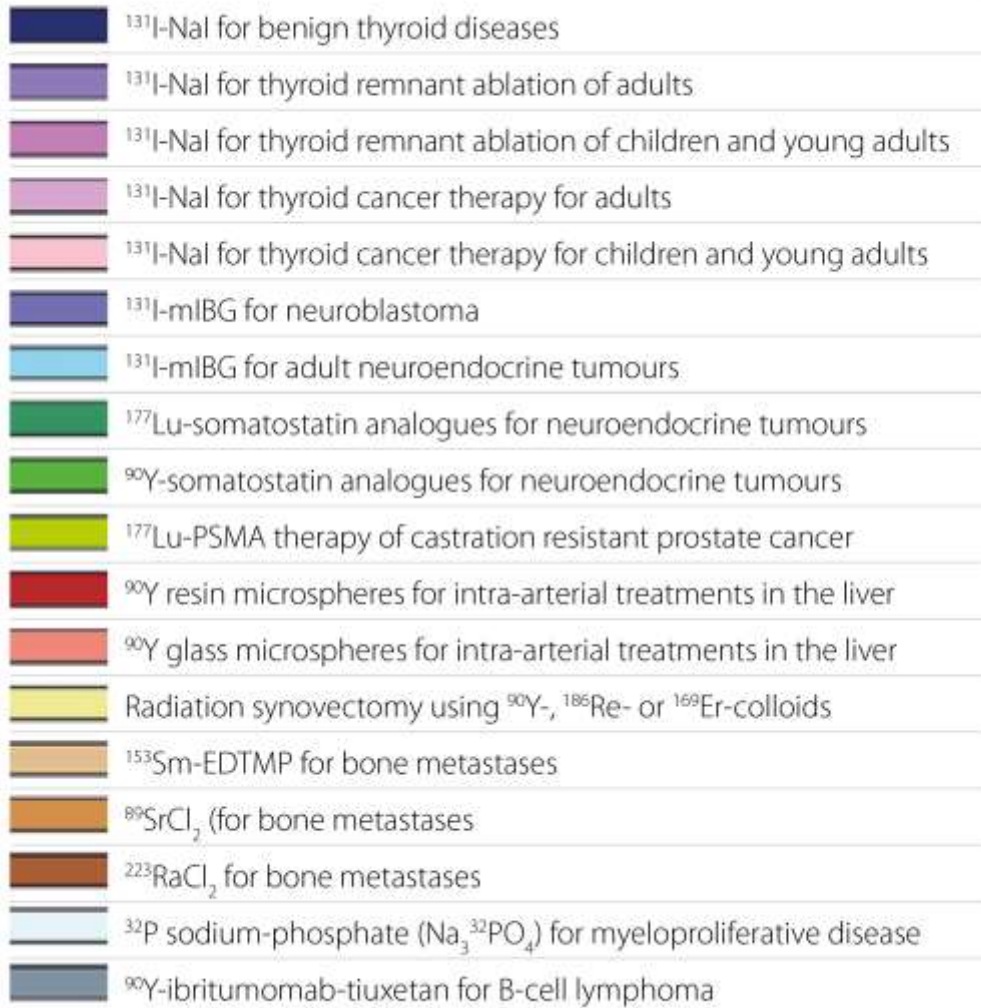 ¹³¹I-NaI for benign thyroid diseases
¹³¹I-NaI for thyroid remnant ablation of adults
¹³¹I-NaI for thyroid remnant ablation of children and young adults
¹³¹I-NaI for thyroid cancer therapy for adults
¹³¹I-NaI for thyroid cancer therapy for children and young adults
¹³¹I-mIBG for neuroblastoma
¹³¹I-mIBG for adult neuroendocrine tumours
¹⁷⁷Lu-somatostatin analogues for neuroendocrine tumours
⁹⁰Y-somatostatin analogues for neuroendocrine tumours
¹⁷⁷Lu-PSMA therapy of castration resistant prostate cancer
⁹⁰Y resin microspheres for intra-arterial treatments in the liver
⁹⁰Y glass microspheres for intra-arterial treatments in the liver
Radiation synovectomy using ⁹⁰Y-, ¹⁸⁶Re- or ¹⁶⁹Er-colloids
¹⁵³Sm-EDTMP for bone metastases
⁸⁹SrCl₂ (for bone metastases
²²³RaCl₂ for bone metastases
³²P sodium-phosphate (Na₃³²PO₄) for myeloproliferative disease
⁹⁰Y-ibritumomab-tiuxetan for B-cell lymphoma